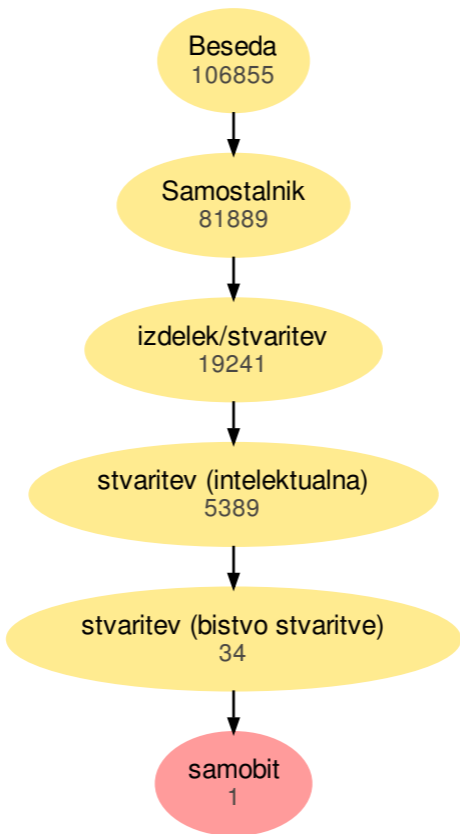 Beseda
106855
Samostalnik
81889
izdelek/stvaritev
19241
stvaritev (intelektualna)
5389
stvaritev (bistvo stvaritve)
34
samobit
1